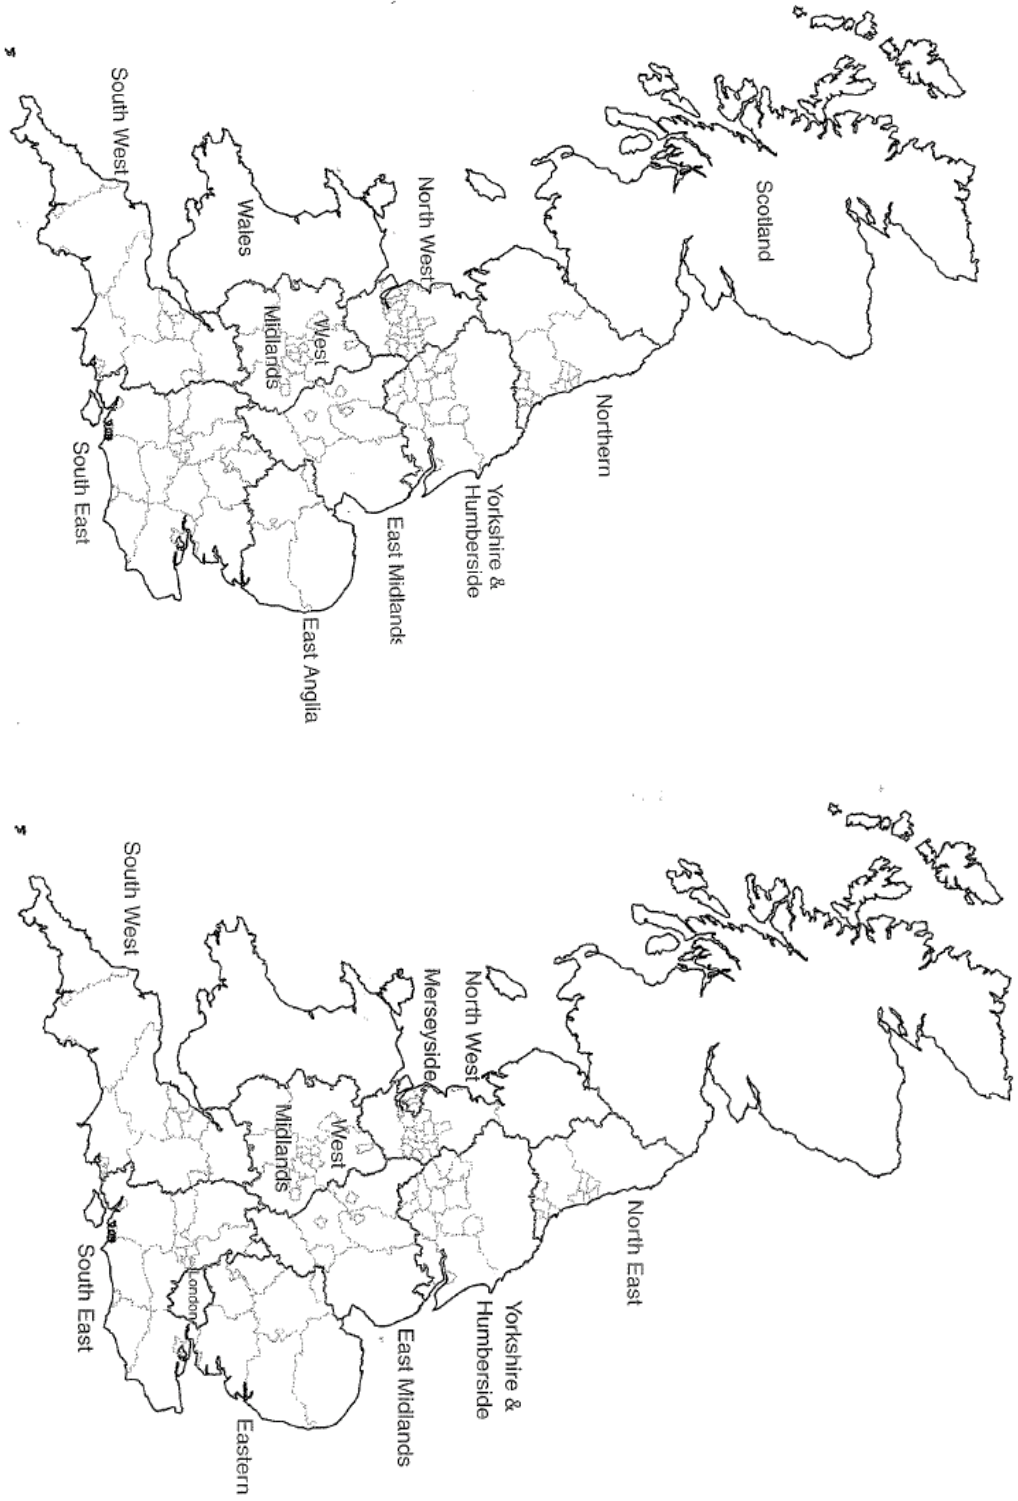 Scotland
Northern
North West
Yorkshire &
Humberside
East Midlands
West
Midlands
Wales
East Anglia
South West
South East
North East
North West
Merseyside
Yorkshire &
Humberside
East Midlands
West
Midlands
Eastern
London
South West
South East